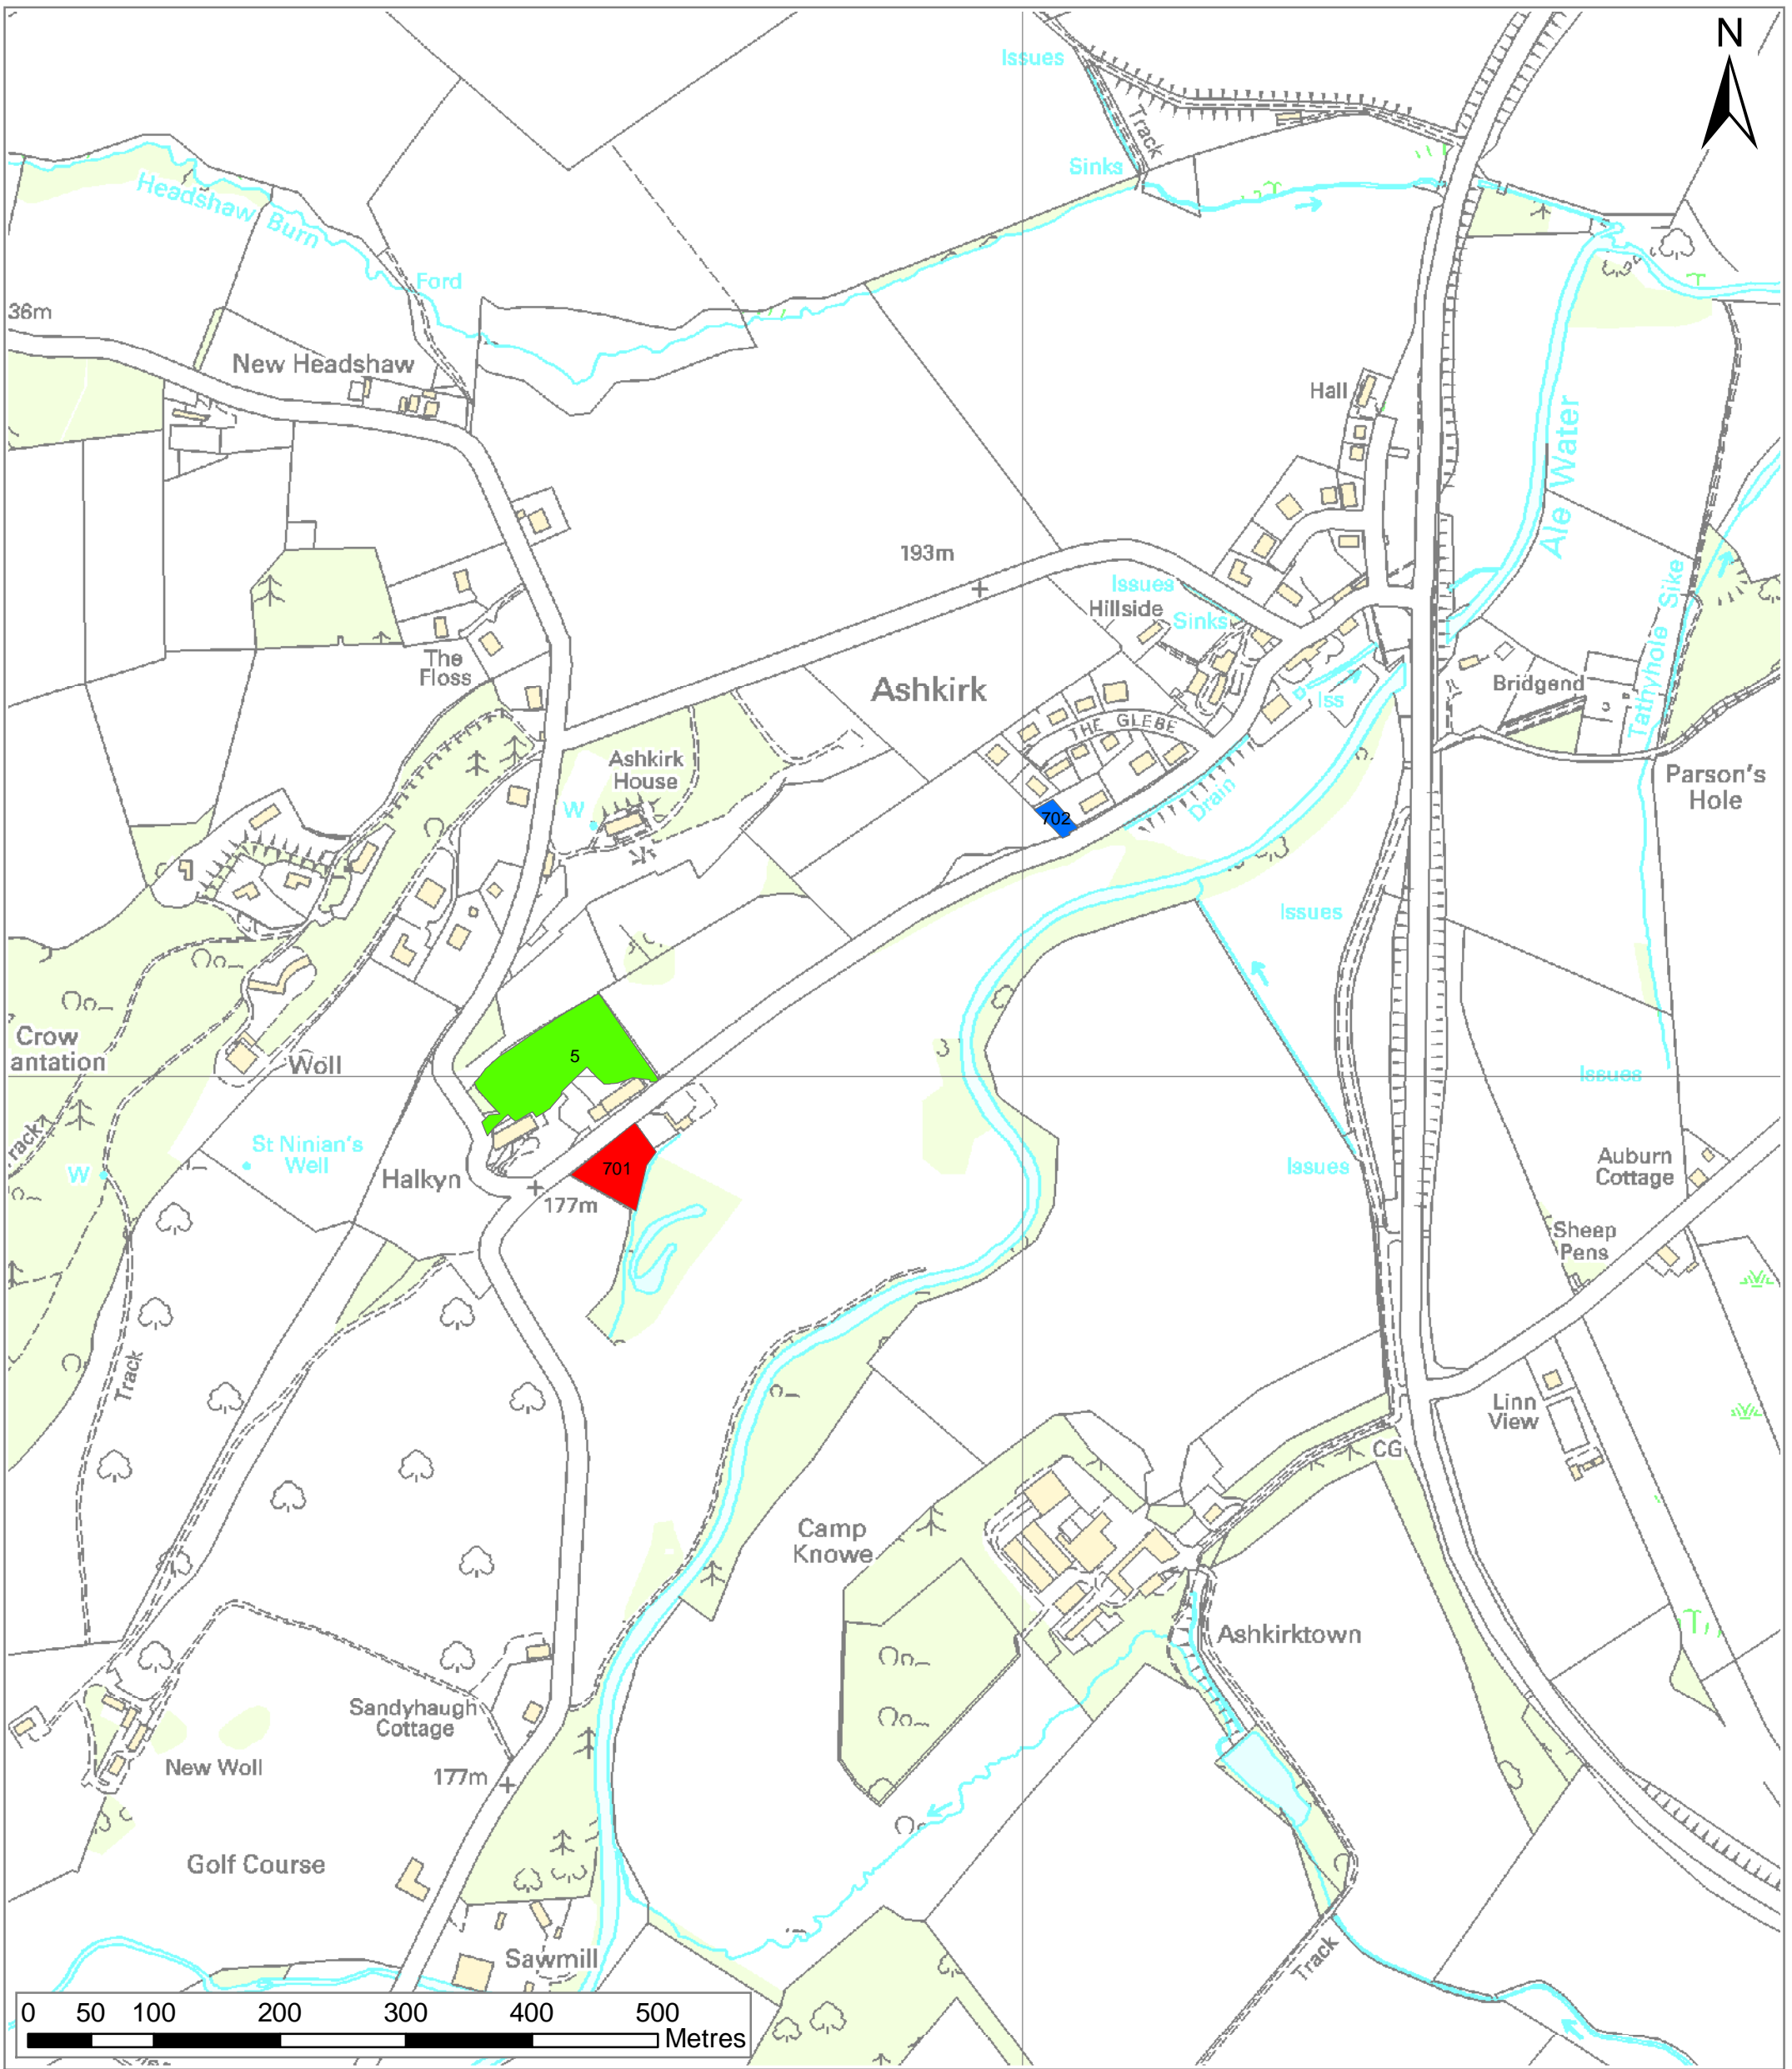 N
Issues
Track
Sinks
Headshaw Burn
Ford
36m
New Headshaw
Hall
Ale Water
193m
Issues
Hillside
Sinks
The
Floss
Ashkirk
THE GLEBE
Iss
Bridgend
Tathyhole Sike
Ashkirk
House
W
Parson's
Hole
Drain
702
Issues
Crow
antation
Woll
5
Issues
St Ninian's
Well
W
rack
Halkyn
701
177m
Issues
Auburn
Cottage
Sheep
Pens
Track
Linn
View
CG
Camp
Knowe
Ashkirktown
Sandyhaugh
Cottage
New Woll
177m
Golf Course
Sawmill
Track
0 50 100 200 300 400 500
Metres